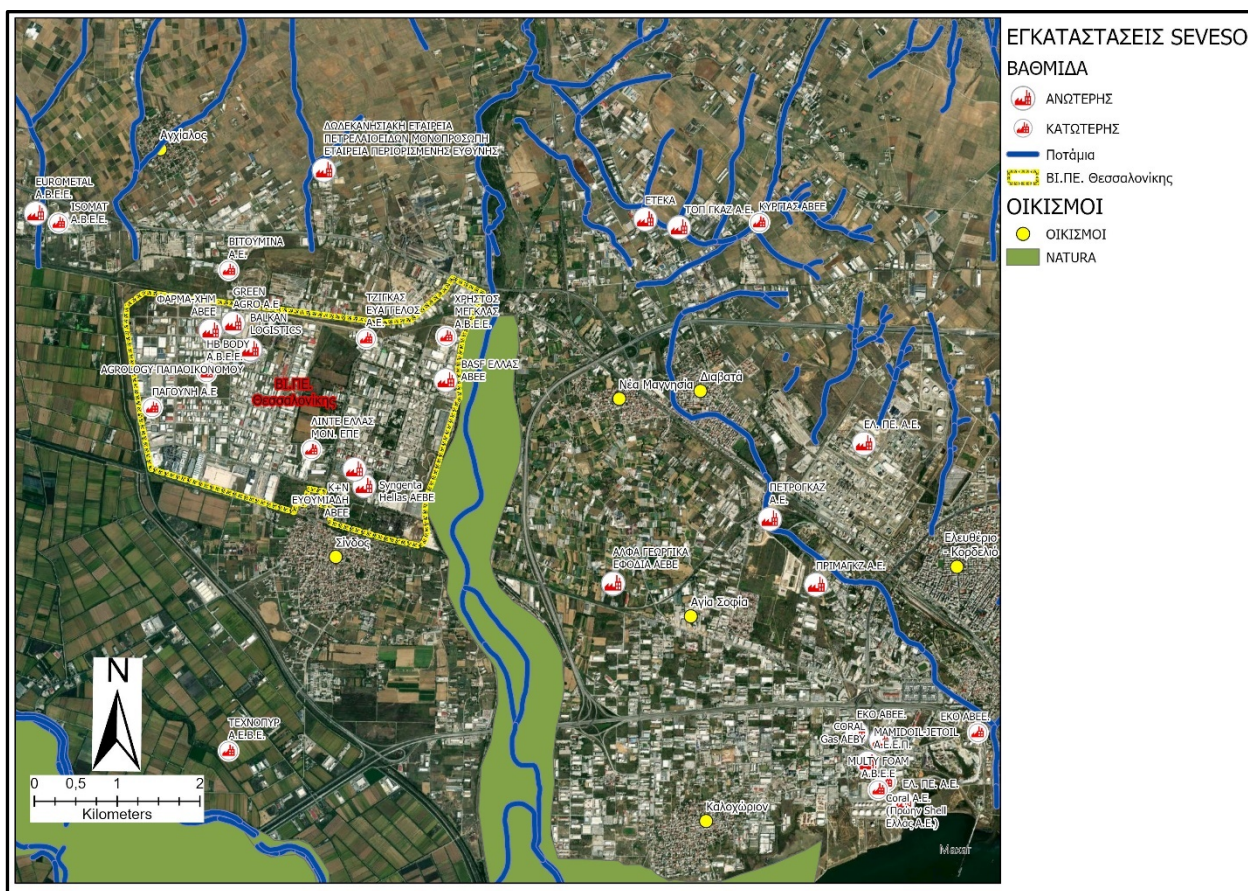 ΕΓΚΑΤΑΣΤΑΣΕΙΣ SEVESO
ΒΑΘΜΙΔΑ
ΑΝΩΤΕΡΗΣ
ΚΑΤΩΤΕΡΗΣ
Ποτάμια
ΒΙ.ΠΕ. Θεσσαλονίκης
ΟΙΚΙΣΜΟΙ
ΟΙΚΙΣΜΟΙ
NATURA
Αγχίαλος
ΔΩΔΕΚΑΝΗΣΙΑΚΗ ΕΤΑΙΡΕΙΑ
ΠΕΤΡΕΛΑΙΟΕΙΔΩΝ ΜΟΝΟΠΡΟΣΩΠΗ
ΕΤΑΙΡΕΙΑ ΠΕΡΙΟΡΙΣΜΕΝΗΣ ΕΥΘΥΝΗΣ"
EUROMETAL
Α.Β.Ε.Ε.
ISOMAT
Α.Β.Ε.Ε.
ΕΤΕΚΑ
ΤΟΠ ΓΚΑΖ Α.Ε.
ΚΥΡΓΙΑΣ ΑΒΕΕ
ΒΙΤΟΥΜΙΝΑ
Α.Ε.
ΦΑΡΜΑ-ΧΗΜ
ΑΒΕΕ
GREEN
AGRO Α.Ε
BALKAN
LOGISTICS
ΤΖΙΓΚΑΣ
ΕΥΑΓΓΕΛΟΣ
Α.Ε
ΧΡΗΣΤΟΣ
ΜΕΓΚΛΑΣ
Α.Β.Ε.Ε.
HB BODY
Α.Β.Ε.Ε.
AGROLOGY-ΠΑΠΑΟΙΚΟΝΟΜΟΥ
BASF ΕΛΛΑΣ
ΑΒΕΕ
ΠΑΓΟΥΝΗ Α.Ε
ΒΙ.ΠΕ.
Θεσσαλονίκης
Νέα Μαγνησία
Διαβατά
ΛΙΝΤΕ ΕΛΛΑΣ
ΜΟΝ. ΕΠΕ
ΕΛ. ΠΕ. Α.Ε.
Κ+Ν
ΕΥΘΥΜΙΑΔΗ
ΑΒΕΕ
Syngenta
Hellas ΑΕΒΕ
ΠΕΤΡΟΓΚΑΖ
Α.Ε.
Σίνδος
Ελευθέριο
- Κορδελιό
ΑΛΦΑ ΓΕΩΡΓΙΚΑ
ΕΦΟΔΙΑ ΑΕΒΕ
ΠΡΙΜΑΓΚΖ Α.Ε.
Αγία Σοφία
ΤΕΧΝΟΠΥΡ
Α.Ε.Β.Ε.
ΕΚΟ ΑΒΕΕ.
ΕΚΟ ΑΒΕΕ.
CORAL
Gas ΑΕΒΥ
MAMIDOIL-JETOIL
Α.Ε.Ε.Π.
MULTY FOAM
Α.Β.Ε.Ε
ΕΛ. ΠΕ. Α.Ε.
Coral Α.Ε.
(Πρώην Shell
Ελλάς Α.Ε.)
Καλοχώριον
Maxar
N
0 0,5 1 2
Kilometers